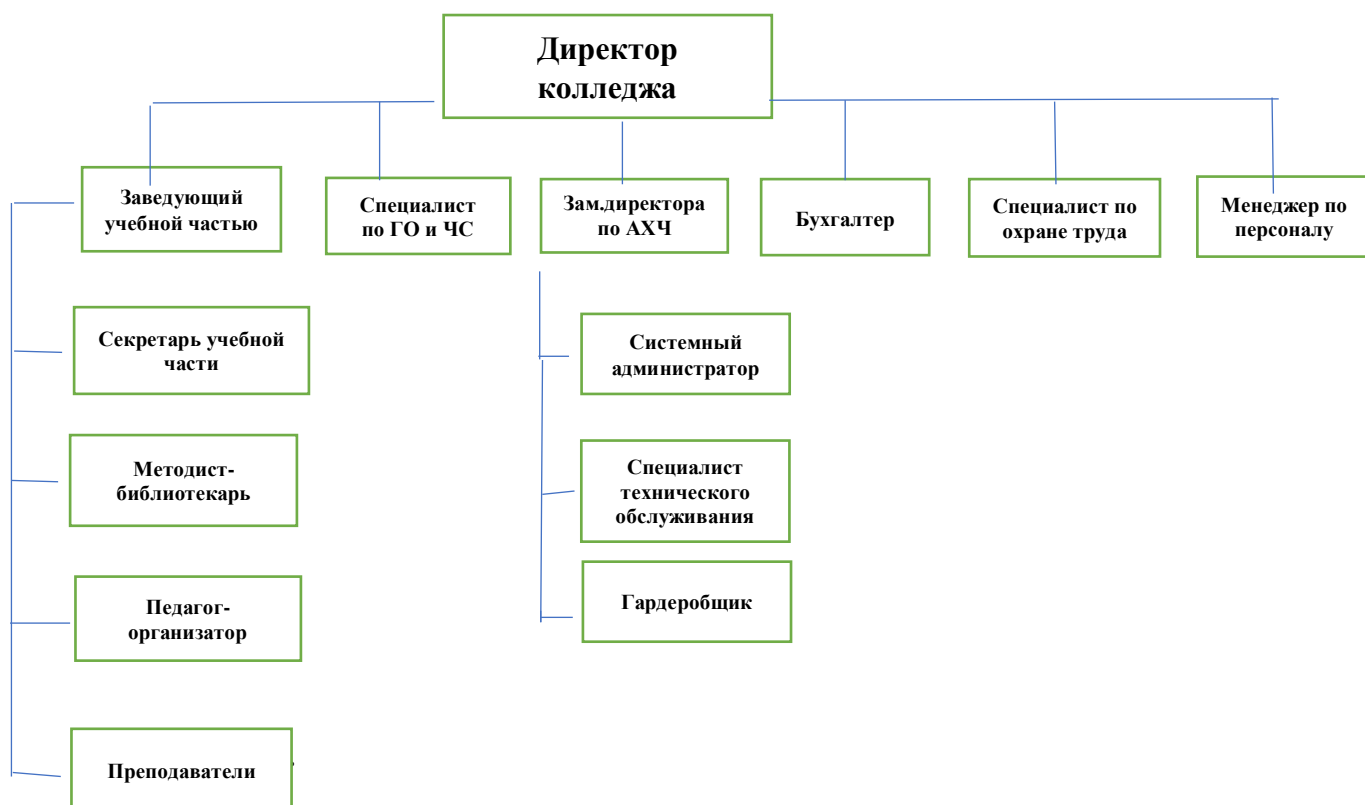 Директор
колледжа
Заведующий
учебной частью
Специалист
по ГО и ЧС
Зам.директора
по АХЧ
Бухгалтер
Специалист по
охране труда
Менеджер по
персоналу
Секретарь учебной
части
Системный
администратор
Методист-
библиотекарь
Специалист
технического
обслуживания
Педагог-
организатор
Гардеробщик
Преподаватели